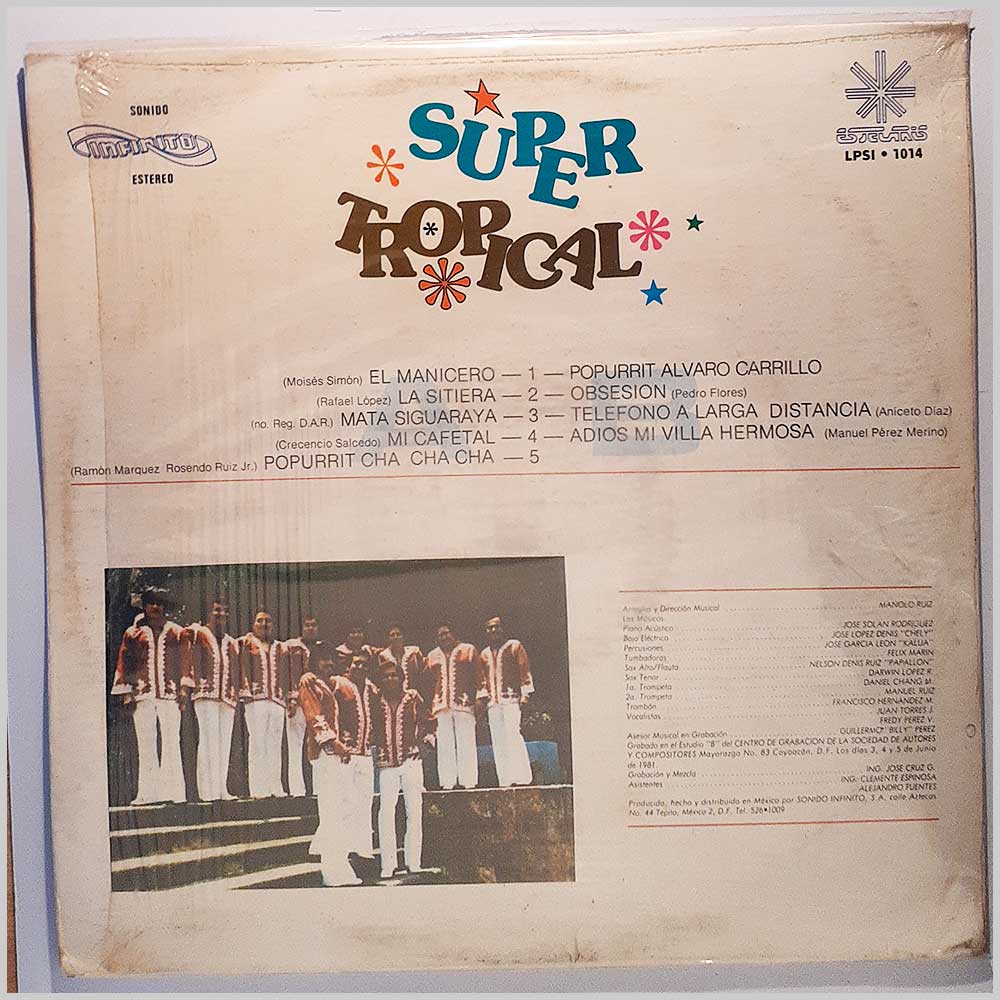 SONIDO
INFINITO
ESTEREO
SUPER
TROPICAL
ESTELARIS
LPSI • 1014
(Moisés Simòn) EL MANICERO — 1 — POPURRIT ALVARO CARRILLO
(Rafael López) LA SITIERA — 2 — OBSESION (Pedro Flores)
(no. Reg. D.A.R.) MATA SIGUARAYA — 3 — TELEFONO A LARGA DISTANCIA (Aniceto Díaz)
(Crecencio Salcedo) MI CAFETAL — 4 — ADIOS MI VILLA HERMOSA (Manuel Pérez Merino)
(Ramón Marquez Rosendo Ruiz Jr.) POPURRIT CHA CHA CHA — 5
Arreglos y Dirección Musical MANOLO RUIZ
Los Músicos
Piano Acústico JOSE SOLAN RODRIGUEZ
Bajo Eléctrico JOSE LOPEZ DENIS "CHELY"
Percusiones JOSE GARCIA LEON "KALUA"
Tumbadoras FELIX MARIN
Sax Alto/Flauta NELSON DENIS RUIZ "PAPALLON"
Sax Tenor DARWIN LOPEZ R.
1a. Trompeta DANIEL CHANG M.
2a. Trompeta MANUEL RUIZ
Trombón FRANCISCO HERNANDEZ M.
Vocalistas JUAN TORRES J.
FREDY PEREZ V.
Asesor Musical en Grabación GUILLERMO "BILLY" PEREZ
Grabado en el Estudio "B" del CENTRO DE GRABACION DE LA SOCIEDAD DE AUTORES
Y COMPOSITORES Mayorazgo No. 83 Coyoacán, D.F. Los días 3, 4 y 5 de Junio
de 1981.
Grabación y Mezcla ING. JOSE CRUZ G.
Asistentes ING. CLEMENTE ESPINOSA
ALEJANDRO FUENTES
Producido, hecho y distribuido en México por SONIDO INFINITO, S.A. calle Aztecas
No. 44 Tepito, México 2, D.F. Tel. 526•1009